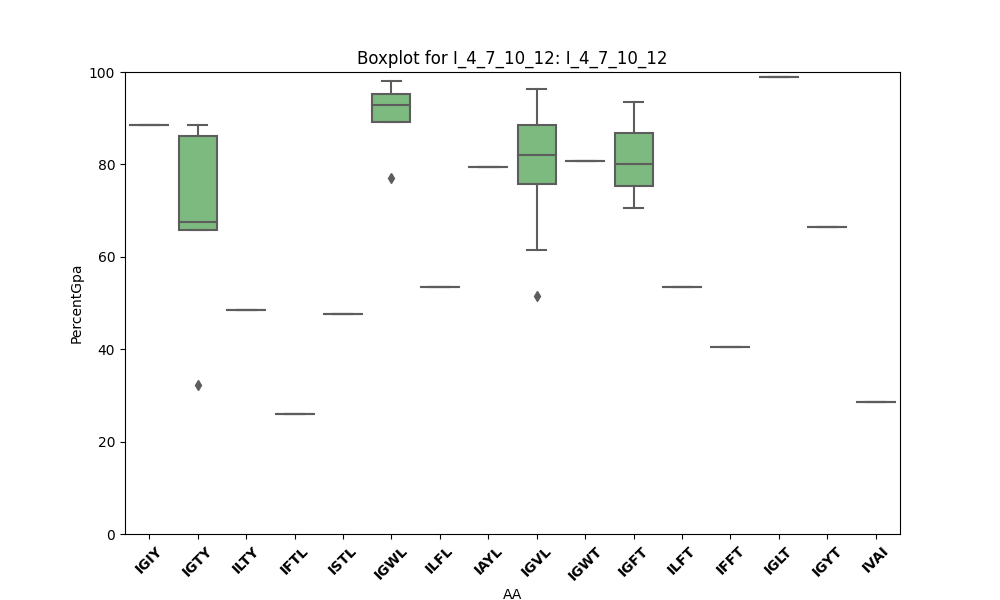 Boxplot for I_4_7_10_12: I_4_7_10_12
PercentGpa
100
80
60
40
20
0
IGIY
IGTY
ILTY
IFTL
ISTL
IGWL
ILFL
IAYL
IGVL
IGWT
IGFT
ILFT
IFFT
IGLT
IGYT
IVAI
AA